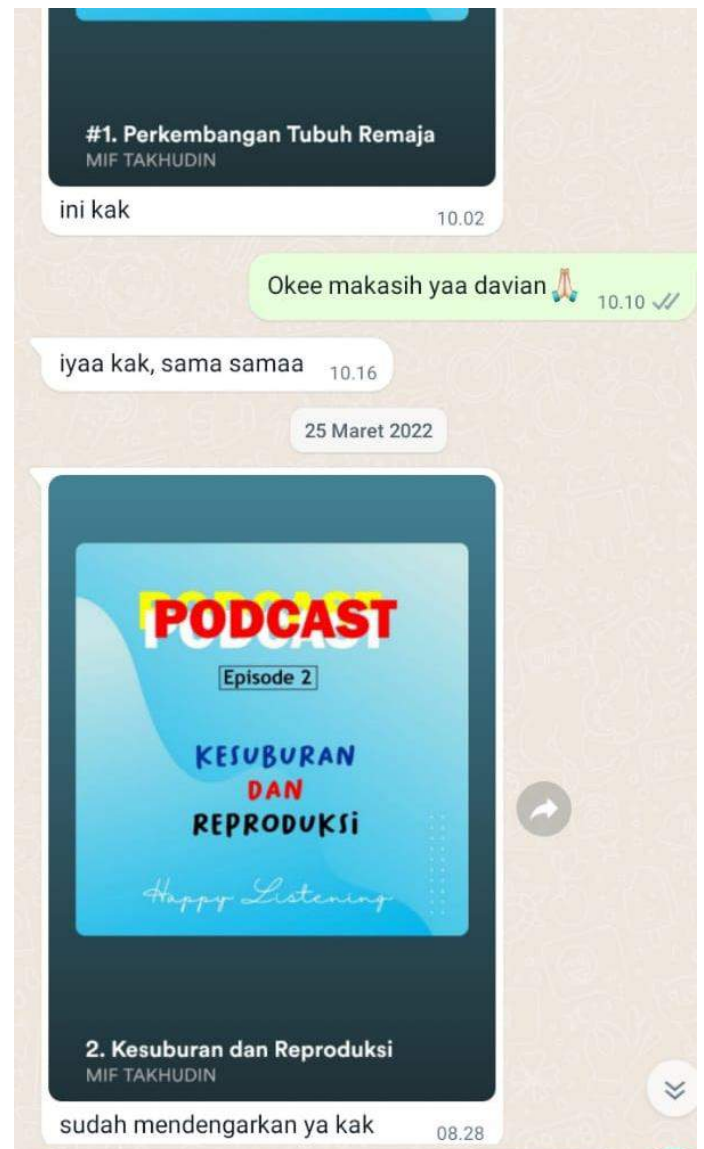 #1. Perkembangan Tubuh Remaja
MIF TAKHUDIN
ini kak
10.02
Okee makasih yaa davian🙏🏻
10.10
iyaa kak, sama samaa
10.16
25 Maret 2022
PODCAST
Episode 2
KESUBURAN
DAN
REPRODUKSi
Happy Listening
2. Kesuburan dan Reproduksi
MIF TAKHUDIN
sudah mendengarkan ya kak
08.28